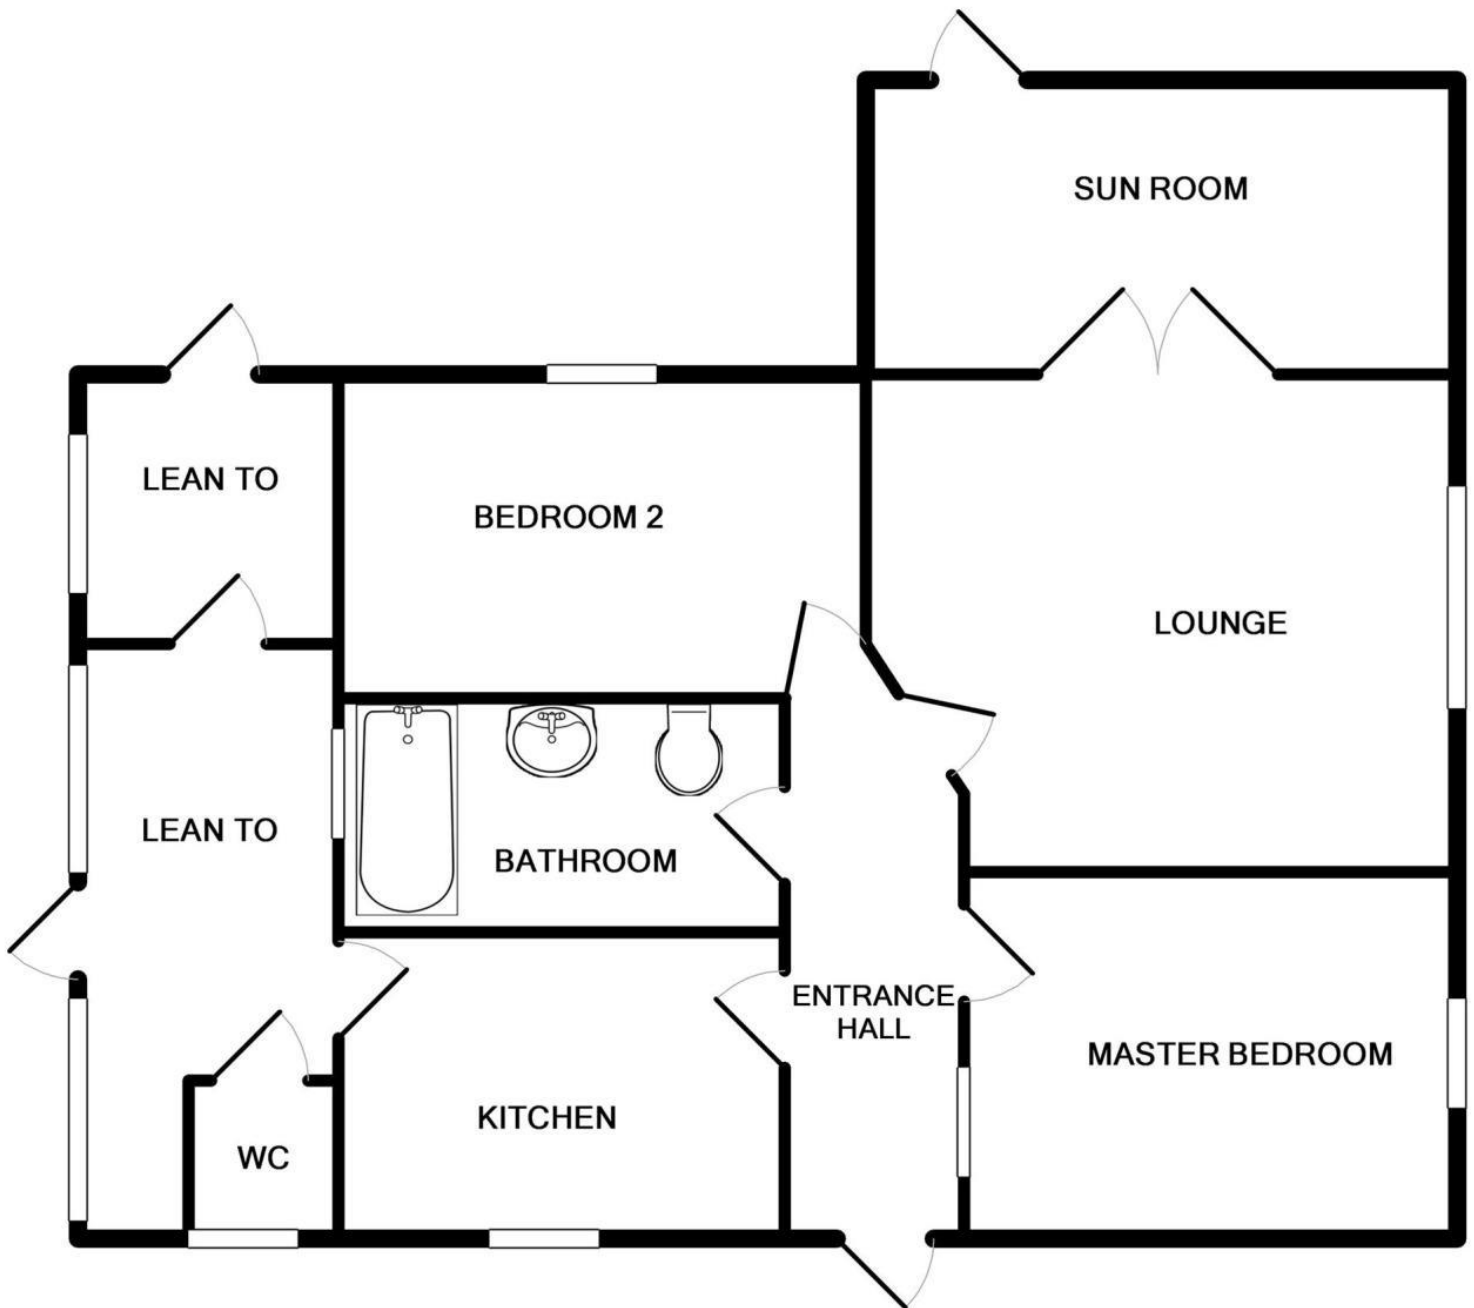 SUN ROOM
LEAN TO
BEDROOM 2
LOUNGE
LEAN TO
BATHROOM
ENTRANCE
HALL
MASTER BEDROOM
KITCHEN
WC